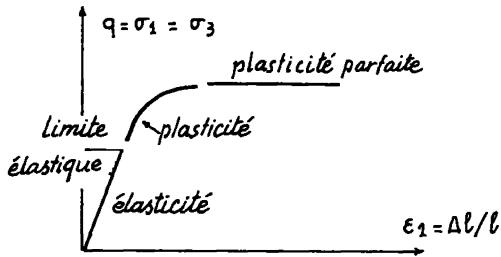 q = σ1 = σ3
plasticité parfaite
limite
plasticité
élastique
élasticité
ε1 = Δl/l